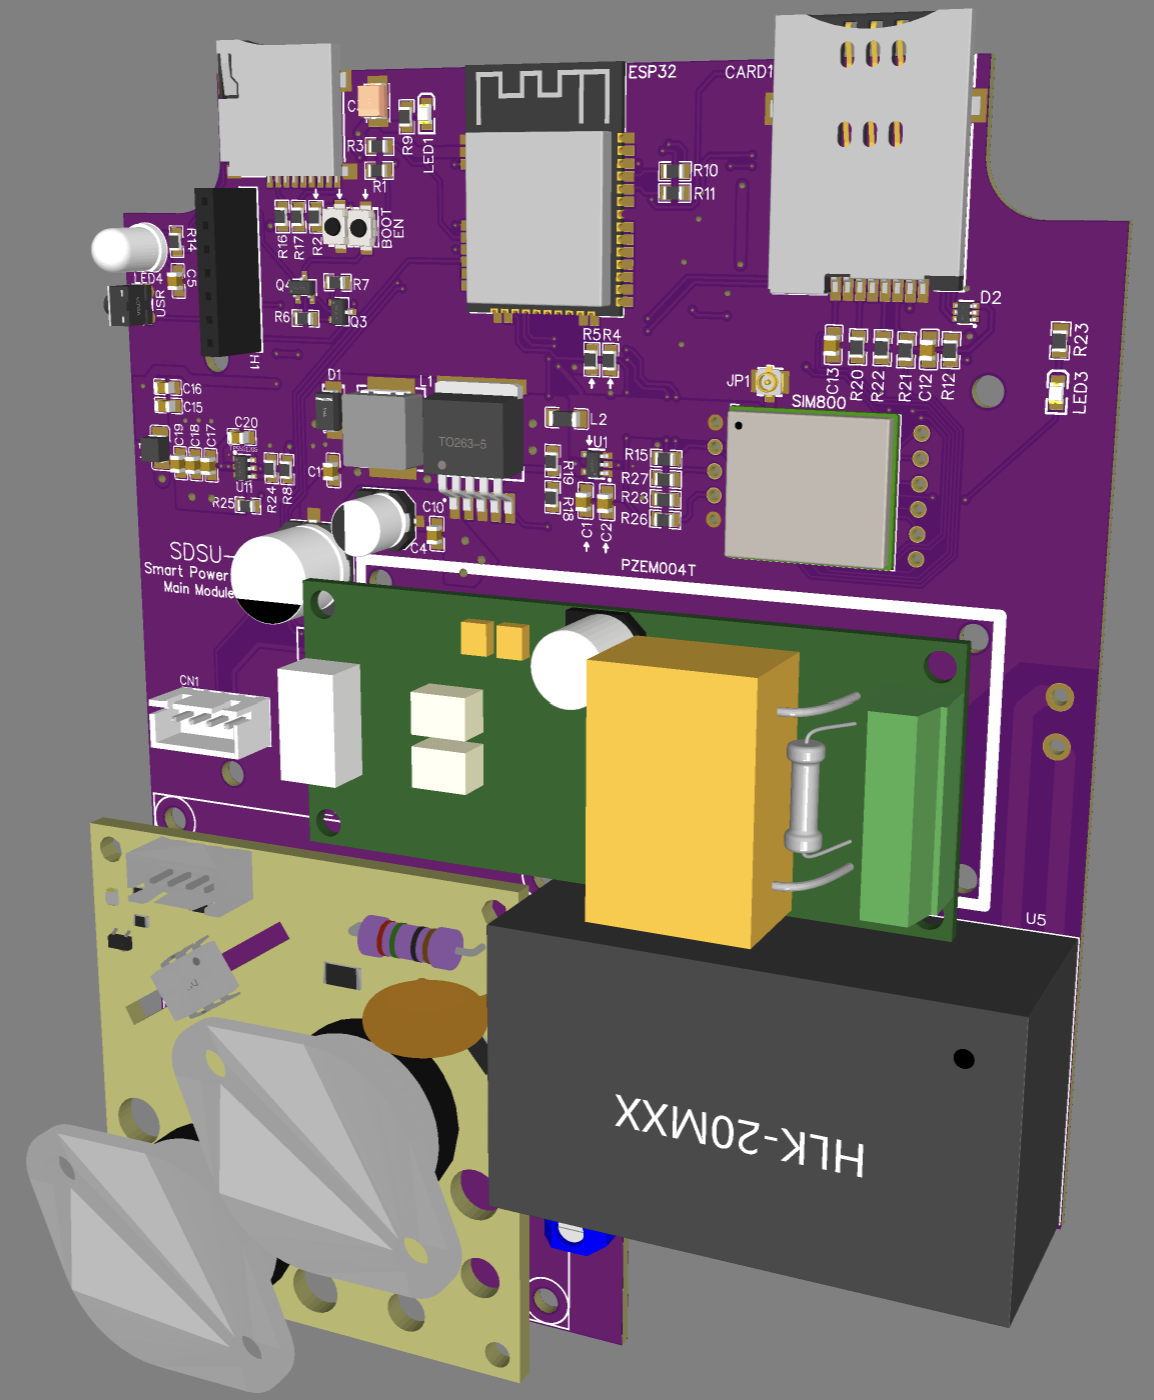 ESP32
CARD1
R9
LED1
R3
R1
R10
R11
R16
R17
R2
BOOT
EN
R14
C5
LED4
USR
Q4
R7
R6
Q3
H1
D2
R5
R4
R23
LED3
C13
R20
R22
R21
C12
R12
JP1
SIM800
D1
L1
L2
TO263-5
C16
C15
C20
C19
C18
C17
U11
R24
R8
R25
C10
C4
U1
R19
R18
C1
C2
R15
R27
R23
R26
SDSU-
Smart Power
Main Module
PZEM004T
CN1
U5
HLK-20MXX